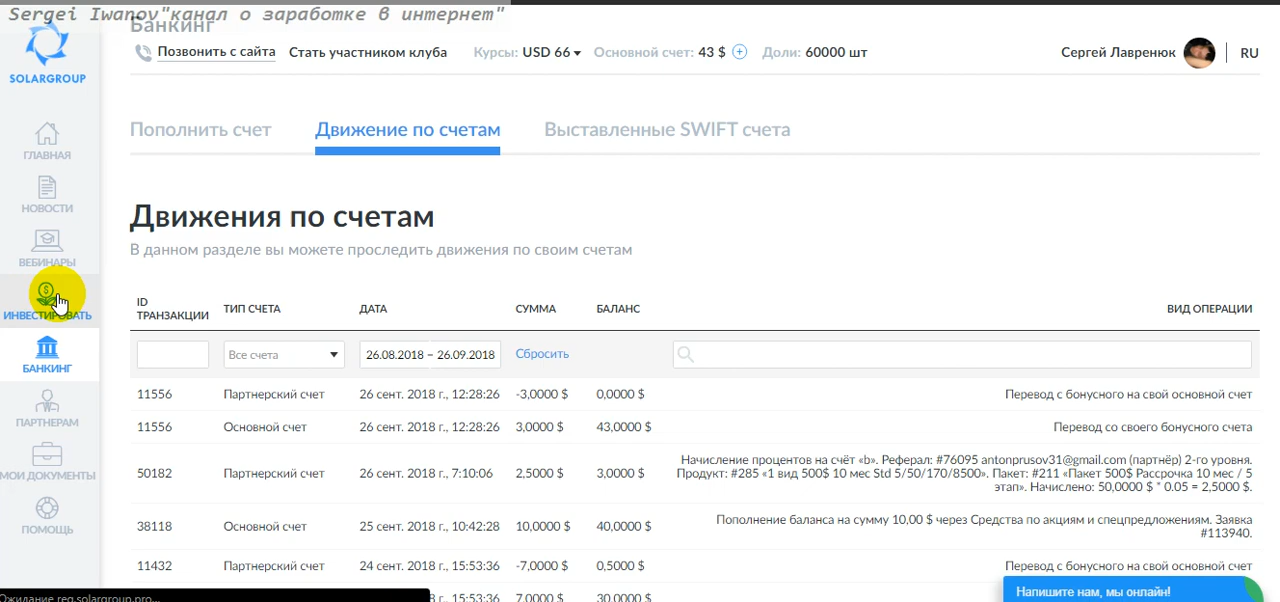 Sergei Iwanov"канал о заработке в интернет"
Банкинг
SOLARGROUP
Позвонить с сайта Стать участником клуба Курсы: USD 66 Основной счет: 43 $ Доли: 60000 шт Сергей Лавренюк RU
ГЛАВНАЯ
НОВОСТИ
ВЕБИНАРЫ
ИНВЕСТИРОВАТЬ
БАНКИНГ
ПАРТНЕРАМ
МОИ ДОКУМЕНТЫ
ПОМОЩЬ
Пополнить счет Движение по счетам Выставленные SWIFT счета
Движения по счетам
В данном разделе вы можете проследить движения по своим счетам
ID ТРАНЗАКЦИИ ТИП СЧЕТА ДАТА СУММА БАЛАНС ВИД ОПЕРАЦИИ
Все счета 26.08.2018 – 26.09.2018 Сбросить
11556 Партнерский счет 26 сент. 2018 г., 12:28:26 -3,0000 $ 0,0000 $ Перевод с бонусного на свой основной счет
11556 Основной счет 26 сент. 2018 г., 12:28:26 3,0000 $ 43,0000 $ Перевод со своего бонусного счета
50182 Партнерский счет 26 сент. 2018 г., 7:10:06 2,5000 $ 3,0000 $ Начисление процентов на счёт «b». Реферал: #76095 antonprusov31@gmail.com (партнёр) 2-го уровня.
Продукт: #285 «1 вид 500$ 10 мес Std 5/50/170/8500». Пакет: #211 «Пакет 500$ Рассрочка 10 мес / 5
этап». Начислено: 50,0000 $ * 0.05 = 2,5000 $.
38118 Основной счет 25 сент. 2018 г., 10:42:28 10,0000 $ 40,0000 $ Пополнение баланса на сумму 10,00 $ через Средства по акциям и спецпредложениям. Заявка
#113940.
11432 Партнерский счет 24 сент. 2018 г., 15:53:36 -7,0000 $ 0,5000 $ Перевод с бонусного на свой основной счет
15:53:36 7,0000 $ 30,0000 $
Напишите нам, мы онлайн!
Ожидание reg.solargroup.pro...